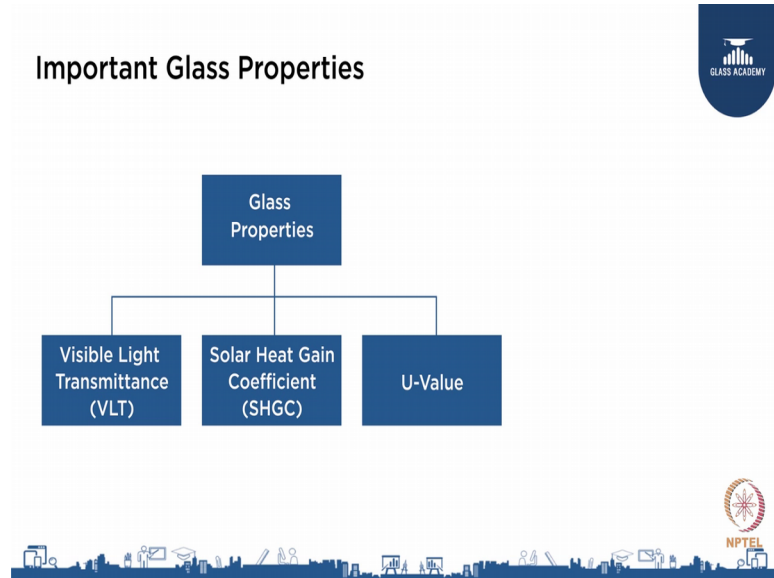 Important Glass Properties
GLASS ACADEMY
Glass
Properties
Visible Light
Transmittance
(VLT)
Solar Heat Gain
Coefficient
(SHGC)
U-Value
NPTEL